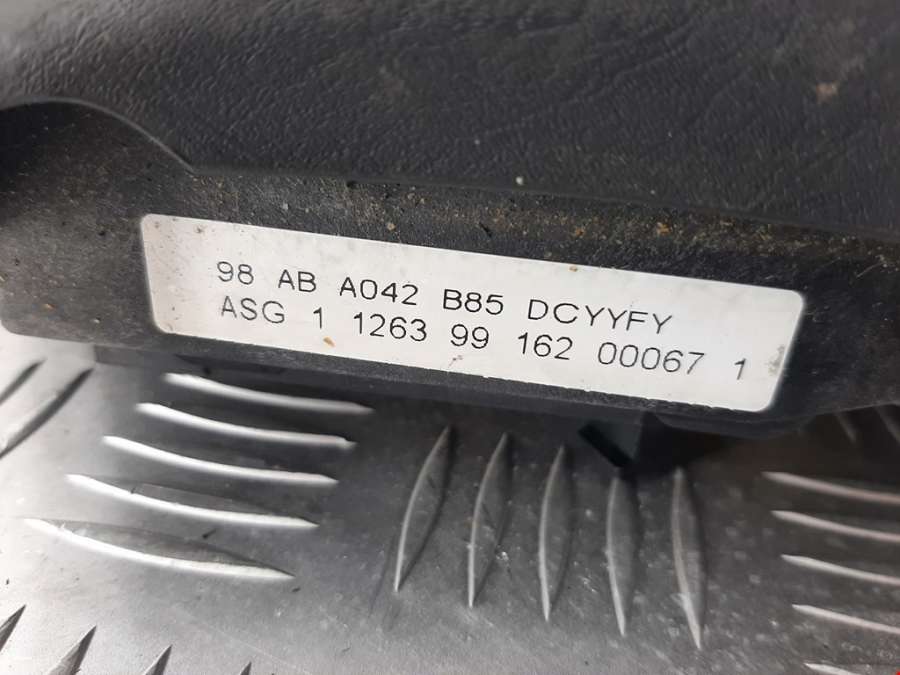 98 AB A042 B85 DCYYFY
ASG 1 1263 99 162 00067 1